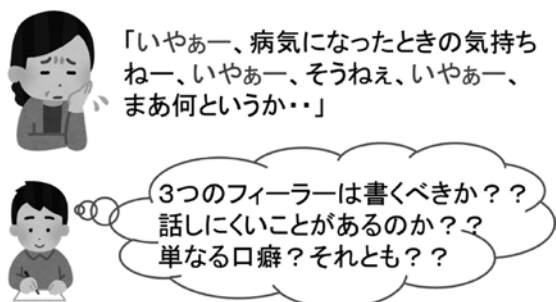 「いやぁー、病気になったときの気持ち
ねー、いやぁー、そうねぇ、いやぁー、
まあ何というか・・」
３つのフィーラーは書くべきか？？
話しにくいことがあるのか？？
単なる口癖？それとも？？